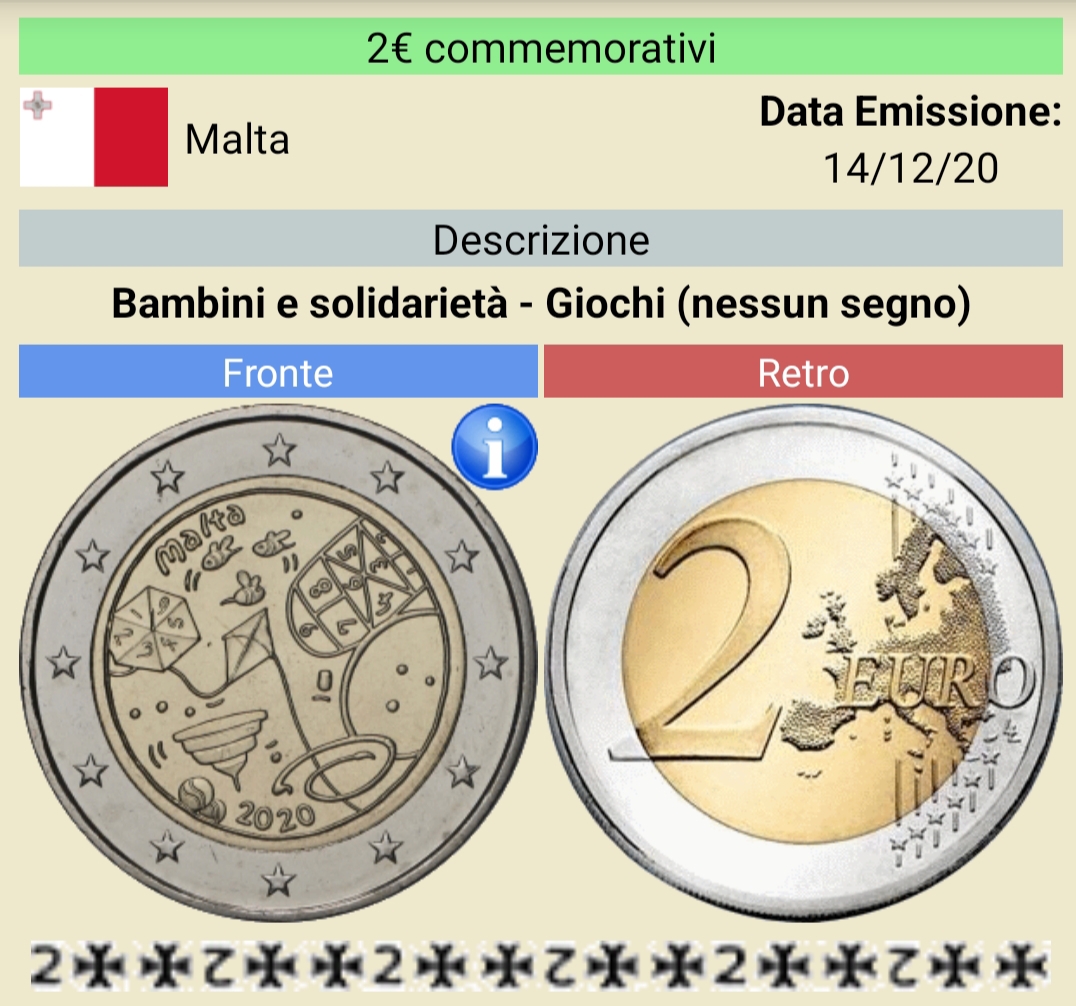 2€ commemorativi
Malta
Data Emissione:
14/12/20
Descrizione
Bambini e solidarietà - Giochi (nessun segno)
Fronte
Retro
i
Malta
2020
2 EURO